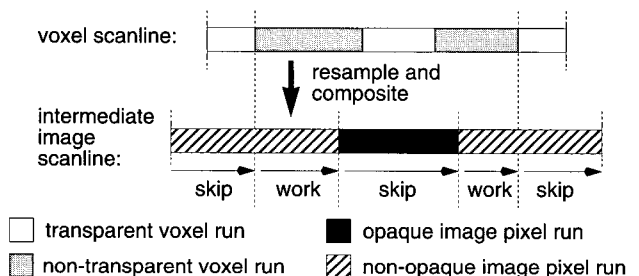 voxel scanline:
resample and
composite
intermediate
image
scanline:
skip work skip work skip
transparent voxel run
opaque image pixel run
non-transparent voxel run
non-opaque image pixel run